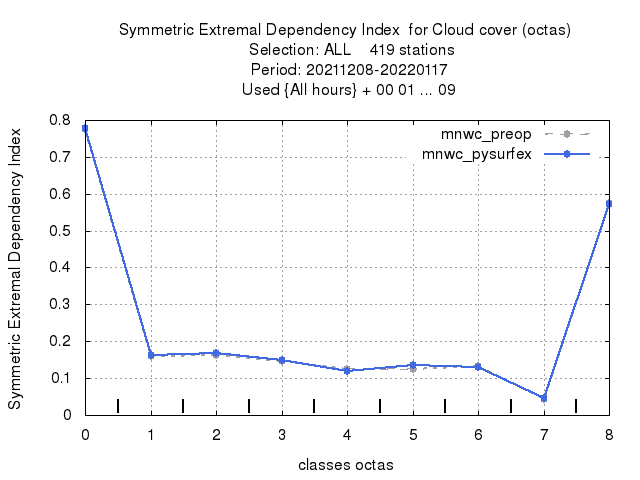 Symmetric Extremal Dependency Index for Cloud cover (octas)
Selection: ALL 419 stations
Period: 20211208-20220117
Used {All hours} + 00 01 ... 09
Symmetric Extremal Dependency Index
mnwc_preop
mnwc_pysurfex
0.8
0.7
0.6
0.5
0.4
0.3
0.2
0.1
0
0 1 2 3 4 5 6 7 8
classes octas